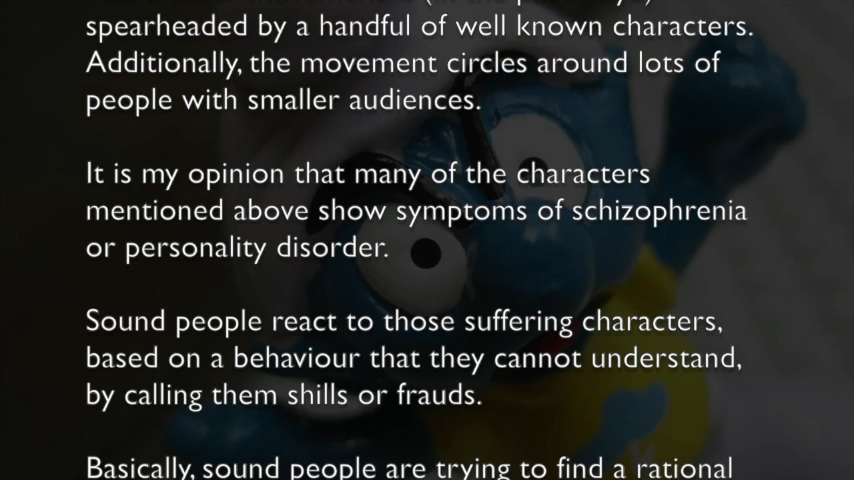 spearheaded by a handful of well known characters.
Additionally, the movement circles around lots of
people with smaller audiences.
It is my opinion that many of the characters
mentioned above show symptoms of schizophrenia
or personality disorder.
Sound people react to those suffering characters,
based on a behaviour that they cannot understand,
by calling them shills or frauds.
Basically, sound people are trying to find a rational